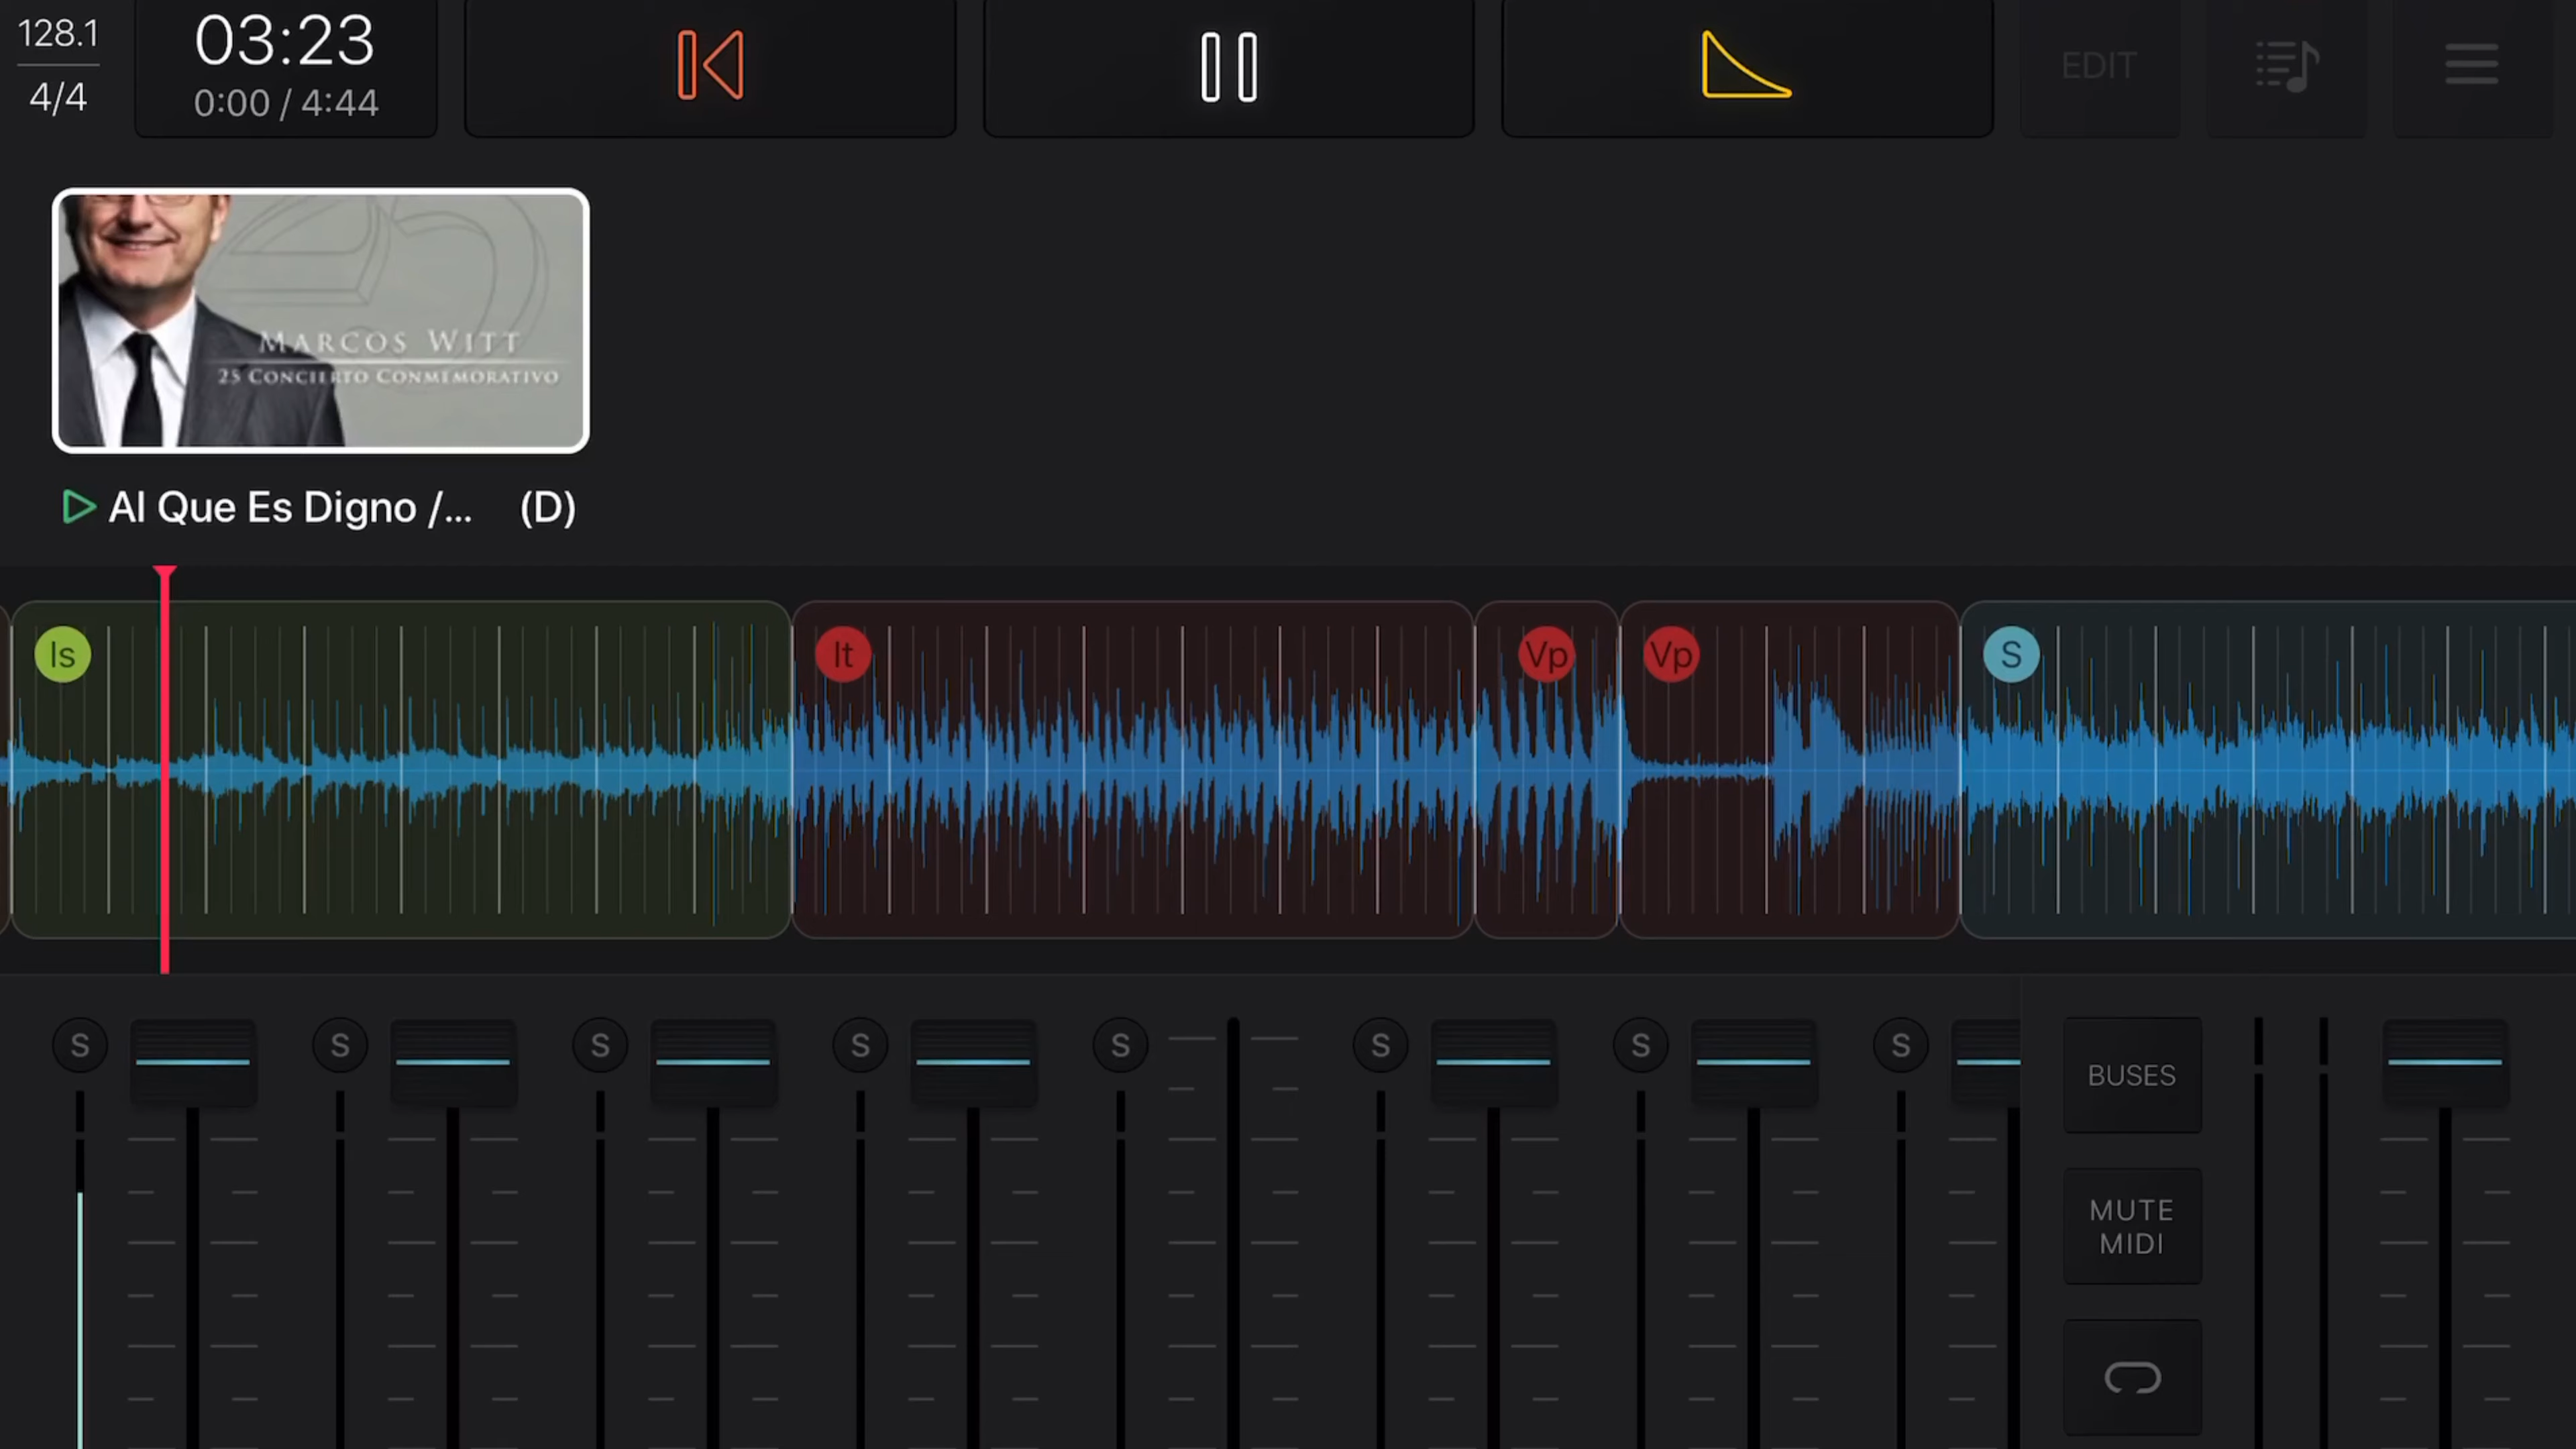 128.1
4/4
03:23
0:00 / 4:44
EDIT
MARCOS WITT
25 CONCIERTO CONMEMORATIVO
Al Que Es Digno /... (D)
Is
It
Vp
Vp
S
S
S
S
S
S
S
S
S
BUSES
MUTE
MIDI